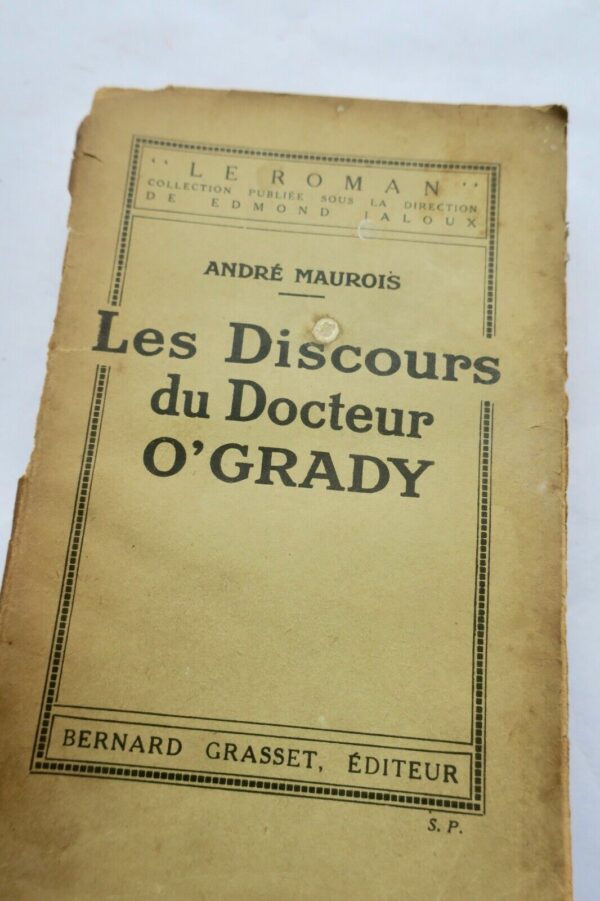 “ LE ROMAN ”
COLLECTION PUBLIÉE SOUS LA DIRECTION
DE EDMOND JALOUX
ANDRÉ MAUROIS
Les Discours
du Docteur
O'GRADY
BERNARD GRASSET, ÉDITEUR
S. P.